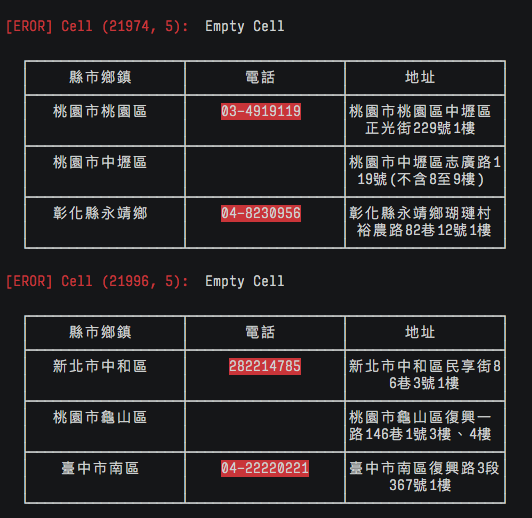 [EROR] Cell (21974, 5):  Empty Cell
縣市鄉鎮 電話 地址
桃園市桃園區 03-4919119 桃園市桃園區中壢區
正光街229號1樓
桃園市中壢區 桃園市中壢區志廣路1
19號(不含8至9樓)
彰化縣永靖鄉 04-8230956 彰化縣永靖鄉瑚璉村
裕農路82巷12號1樓
[EROR] Cell (21996, 5):  Empty Cell
縣市鄉鎮 電話 地址
新北市中和區 282214785 新北市中和區民享街8
6巷3號1樓
桃園市龜山區 桃園市龜山區復興一
路146巷1號3樓、4樓
臺中市南區 04-22220221 臺中市南區復興路3段
367號1樓